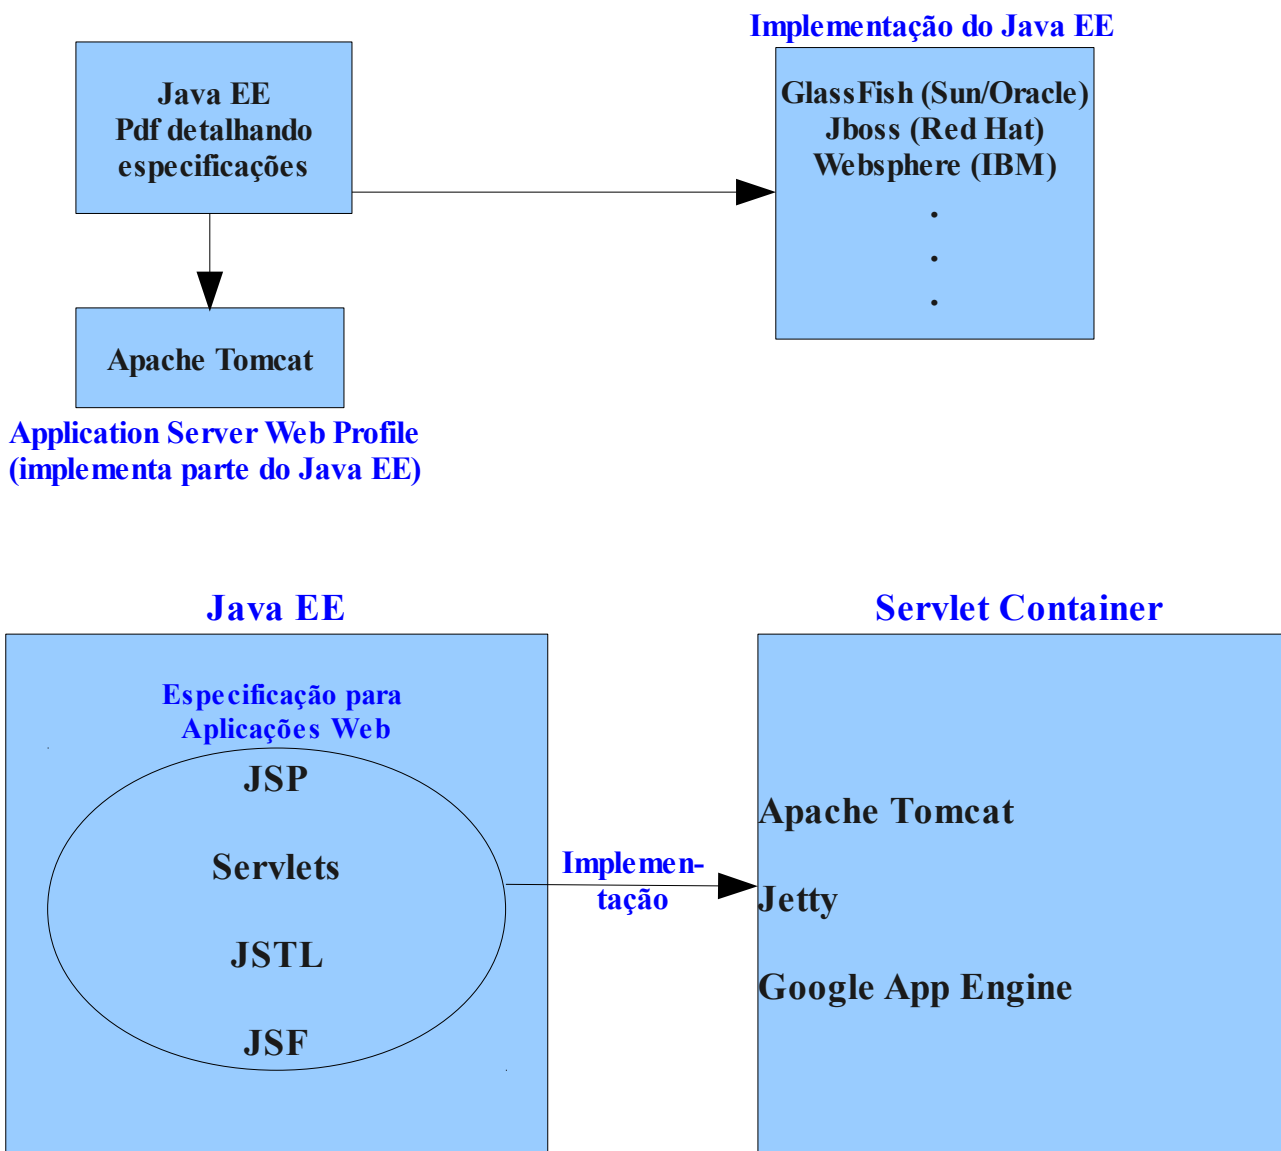 Implementação do Java EE
Java EE
Pdf detalhando
especificações
GlassFish (Sun/Oracle)
Jboss (Red Hat)
Websphere (IBM)
.
.
.
Apache Tomcat
Application Server Web Profile
(implementa parte do Java EE)
Java EE
Especificação para
Aplicações Web
JSP
Servlets
JSTL
JSF
Implemen-
tação
Servlet Container
Apache Tomcat
Jetty
Google App Engine